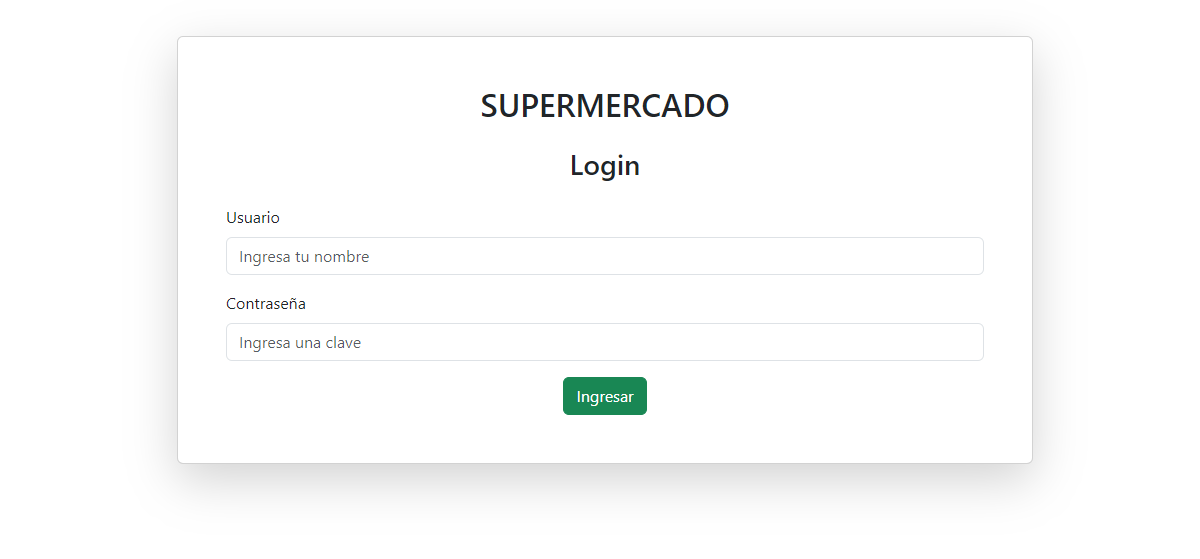 SUPERMERCADO
Login
Usuario
Ingresa tu nombre
Contraseña
Ingresa una clave
Ingresar